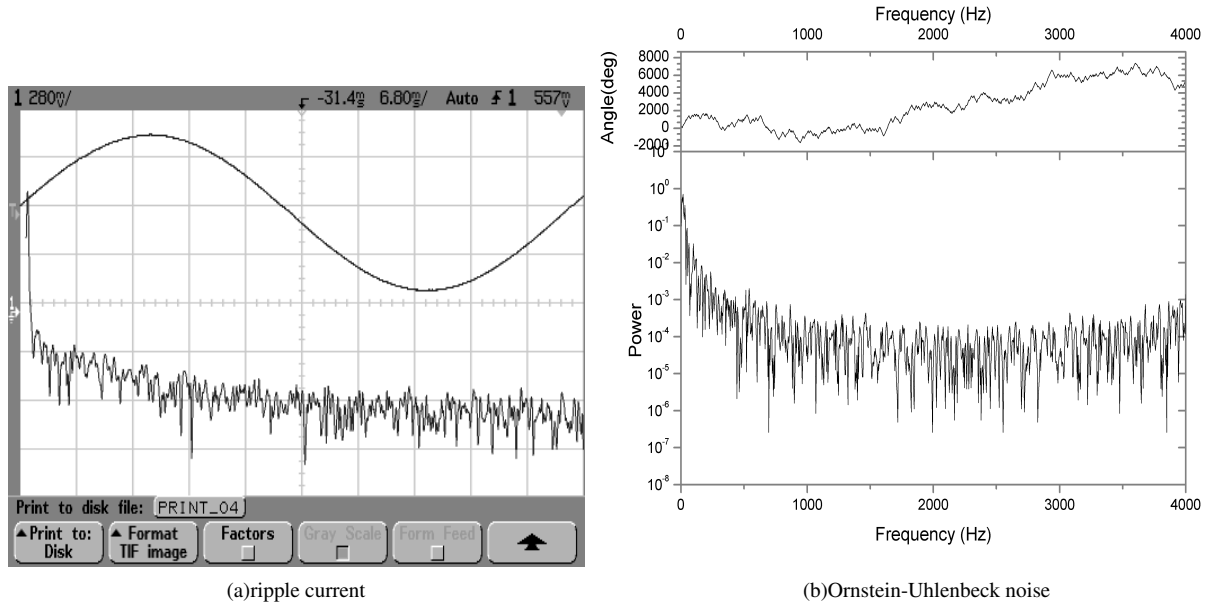 1 280mV/ -31.4ms 6.80ms/ Auto 1 557mV
Print to disk file: PRINT_04
Print to: Disk
Format TIF image
Factors
Gray Scale
Form Feed
(a)ripple current
Frequency (Hz)
0 1000 2000 3000 4000
Angle(deg)
8000
6000
4000
2000
0
-2000
Power
10⁰
10⁻¹
10⁻²
10⁻³
10⁻⁴
10⁻⁵
10⁻⁶
10⁻⁷
10⁻⁸
0 1000 2000 3000 4000
Frequency (Hz)
(b)Ornstein-Uhlenbeck noise